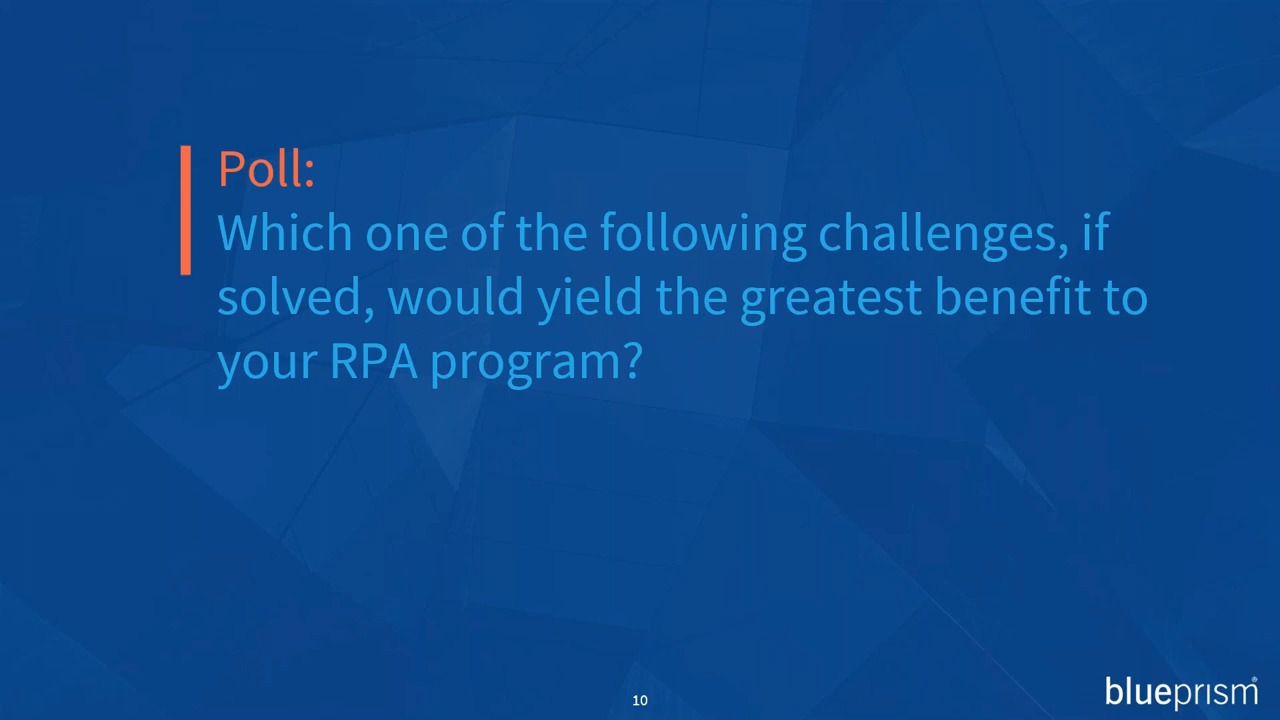 Poll:
Which one of the following challenges, if
solved, would yield the greatest benefit to
your RPA program?
10
blueprism®